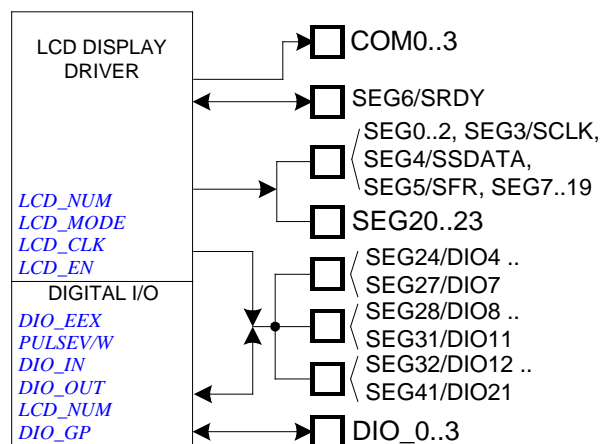 LCD DISPLAY
DRIVER
LCD_NUM
LCD_MODE
LCD_CLK
LCD_EN
DIGITAL I/O
DIO_EEX
PULSEV/W
DIO_IN
DIO_OUT
LCD_NUM
DIO_GP
COM0..3
SEG6/SRDY
SEG0..2, SEG3/SCLK,
SEG4/SSDATA,
SEG5/SFR, SEG7..19
SEG20..23
SEG24/DIO4 ..
SEG27/DIO7
SEG28/DIO8 ..
SEG31/DIO11
SEG32/DIO12 ..
SEG41/DIO21
DIO_0..3